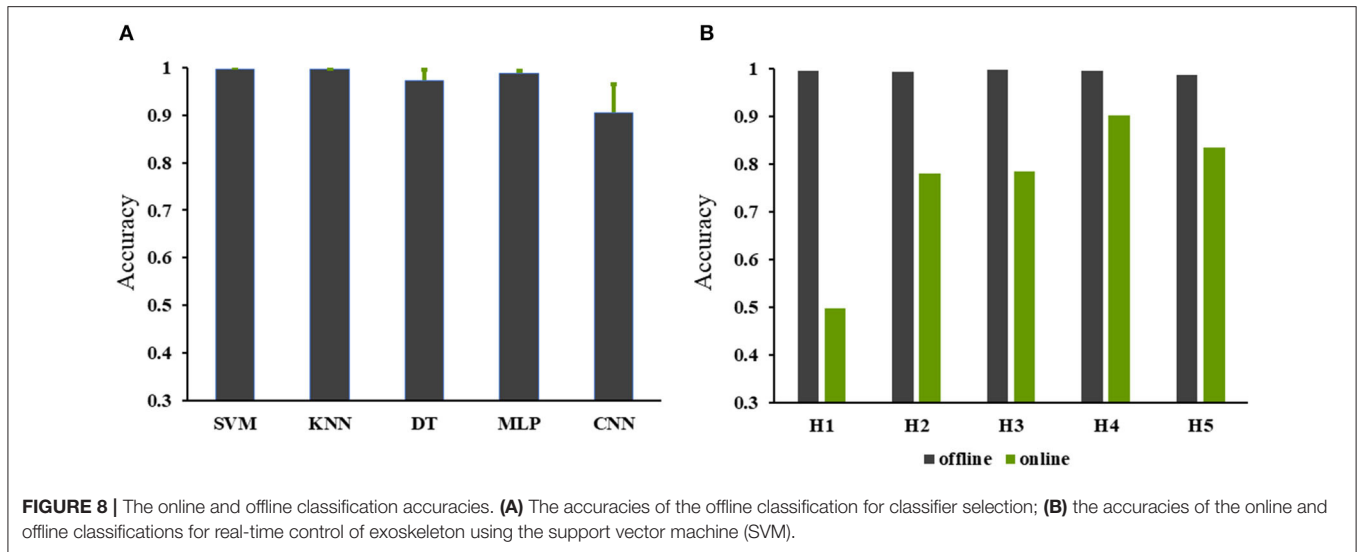 A
1
0.9
0.8
0.7
0.6
0.5
0.4
0.3
Accuracy
SVM KNN DT MLP CNN
B
1
0.9
0.8
0.7
0.6
0.5
0.4
0.3
Accuracy
H1 H2 H3 H4 H5
offline online
FIGURE 8 | The online and offline classification accuracies. (A) The accuracies of the offline classification for classifier selection; (B) the accuracies of the online and
offline classifications for real-time control of exoskeleton using the support vector machine (SVM).